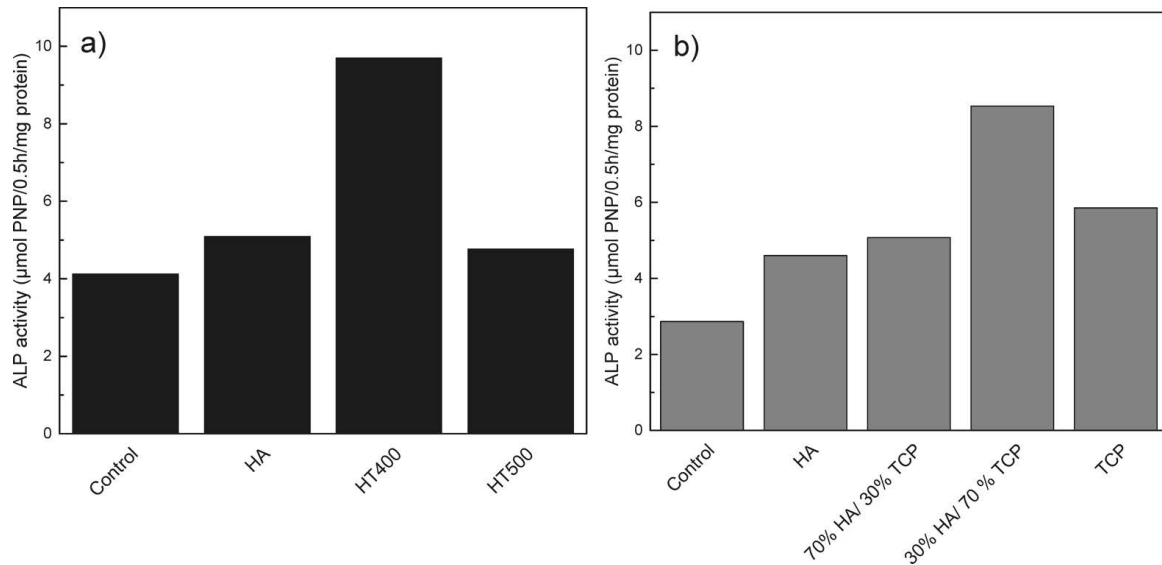 a)
ALP activity (µmol PNP/0.5h/mg protein)
10
8
6
4
2
0
Control
HA
HT400
HT500
b)
ALP activity (µmol PNP/0.5h/mg protein)
10
8
6
4
2
0
Control
HA
70% HA/ 30% TCP
30% HA/ 70 % TCP
TCP